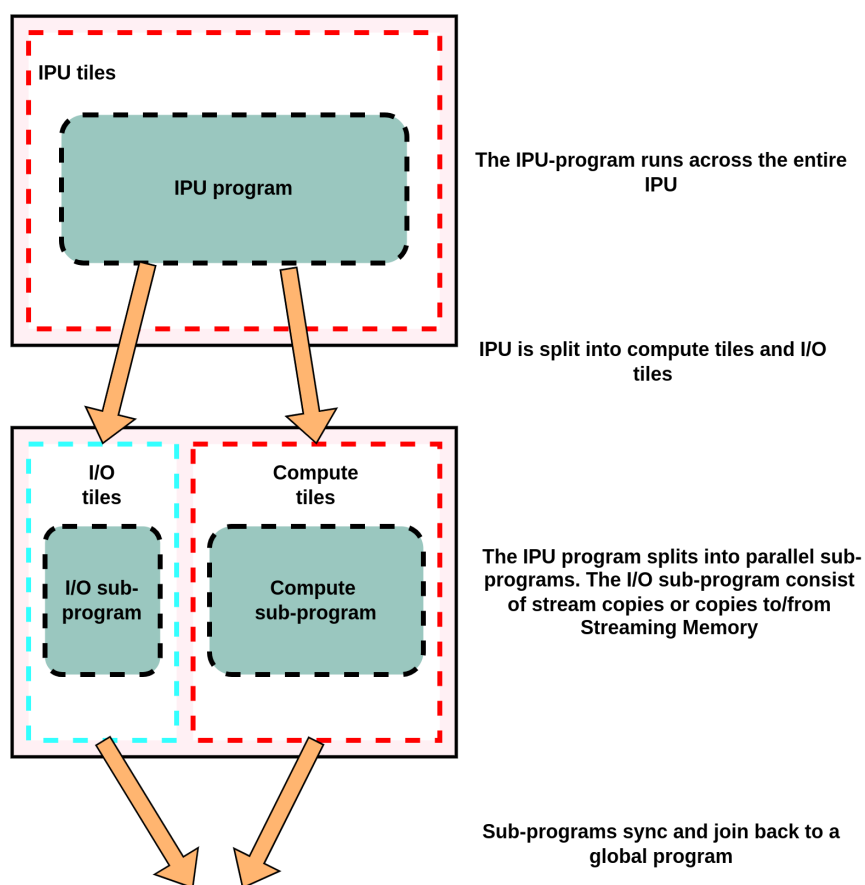 IPU tiles
IPU program
The IPU-program runs across the entire
IPU
IPU is split into compute tiles and I/O
tiles
I/O
tiles
Compute
tiles
I/O sub-
program
Compute
sub-program
The IPU program splits into parallel sub-
programs. The I/O sub-program consist
of stream copies or copies to/from
Streaming Memory
Sub-programs sync and join back to a
global program